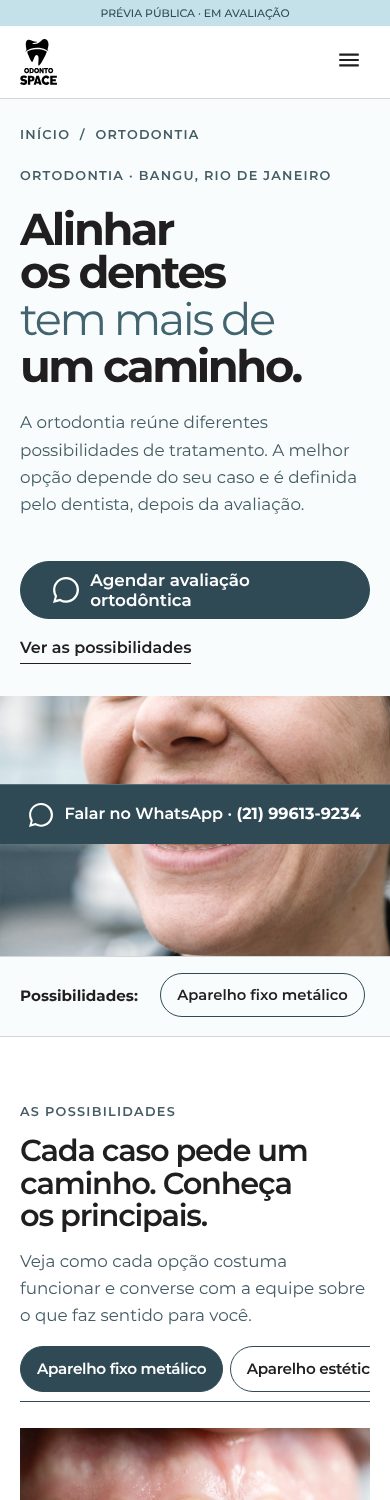 PRÉVIA PÚBLICA · EM AVALIAÇÃO
ODONTO
SPACE
INÍCIO / ORTODONTIA
ORTODONTIA · BANGU, RIO DE JANEIRO
Alinhar
os dentes
tem mais de
um caminho.
A ortodontia reúne diferentes
possibilidades de tratamento. A melhor
opção depende do seu caso e é definida
pelo dentista, depois da avaliação.
Agendar avaliação
ortodôntica
Ver as possibilidades
Falar no WhatsApp · (21) 99613-9234
Possibilidades: Aparelho fixo metálico
AS POSSIBILIDADES
Cada caso pede um
caminho. Conheça
os principais.
Veja como cada opção costuma
funcionar e converse com a equipe sobre
o que faz sentido para você.
Aparelho fixo metálico Aparelho estétic